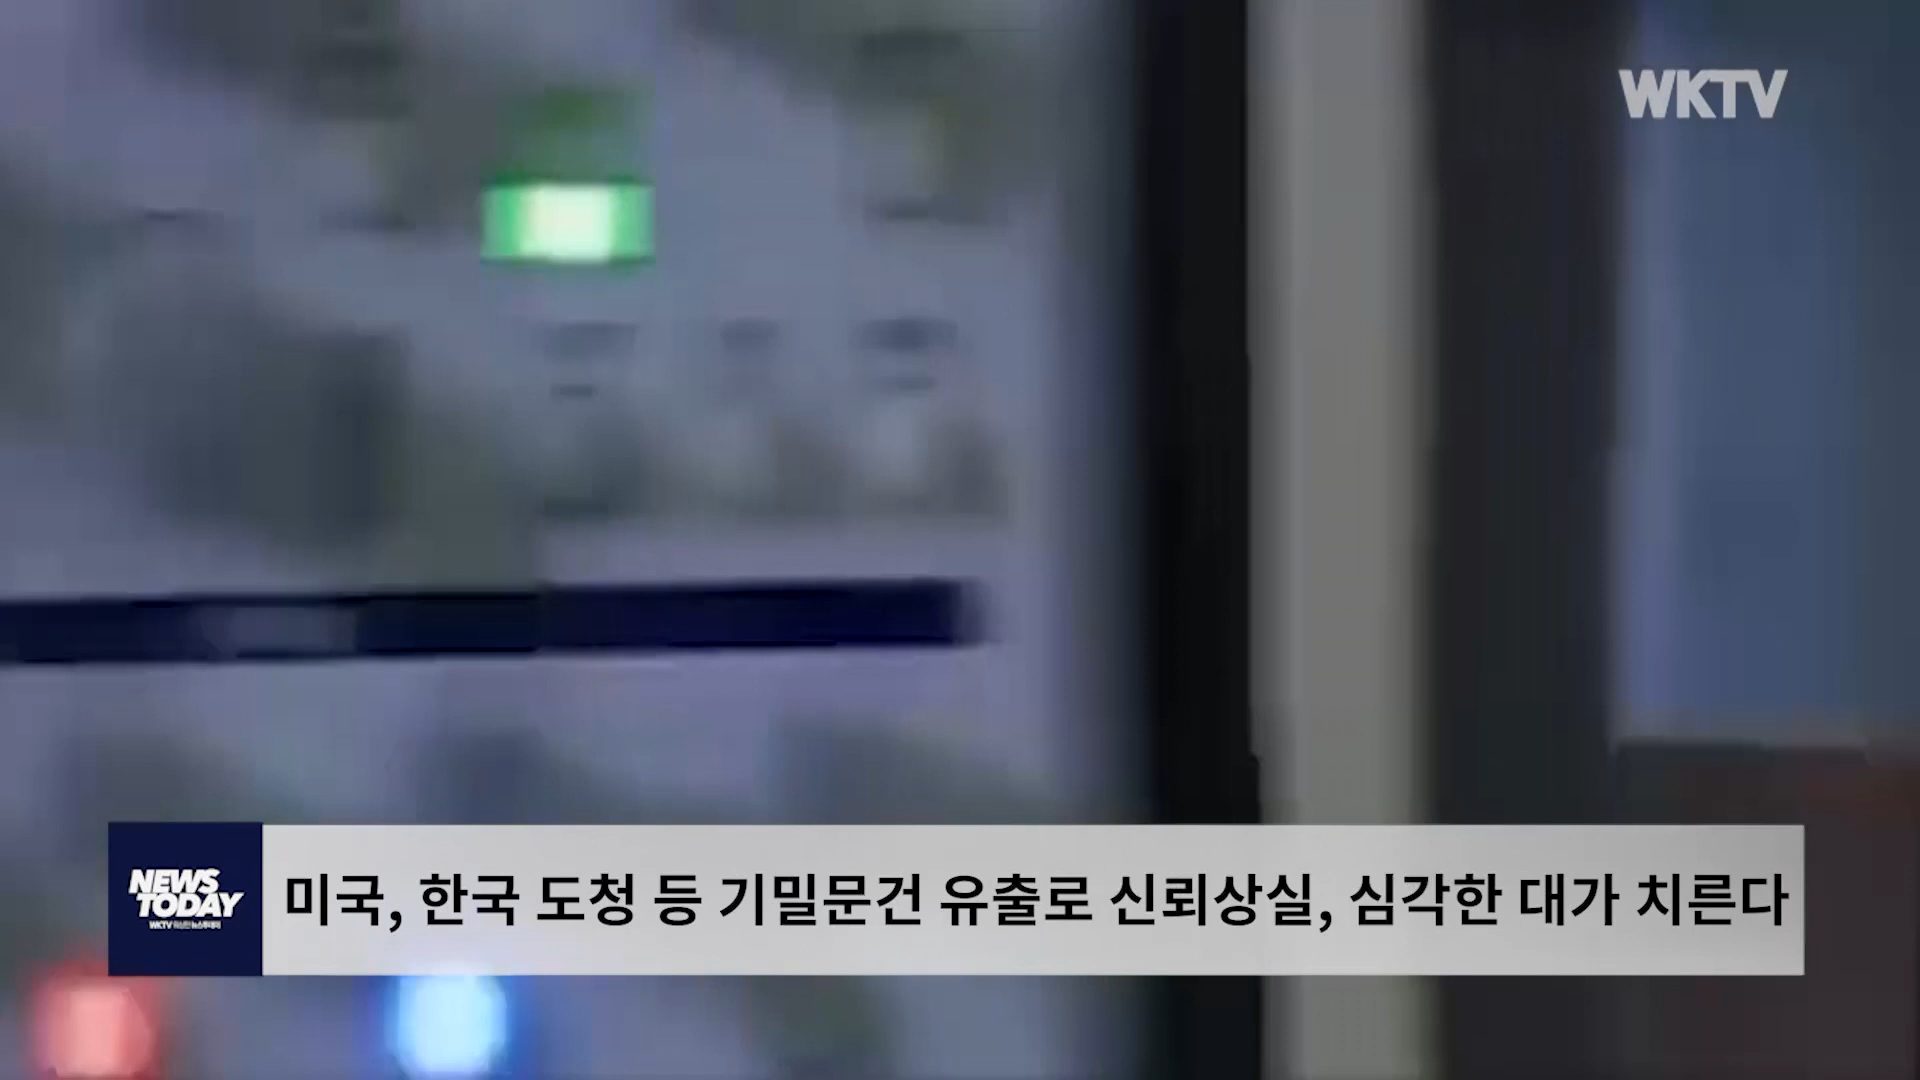 WKTV
NEWS
TODAY
미국, 한국 도청 등 기밀문건 유출로 신뢰상실, 심각한 대가 치른다